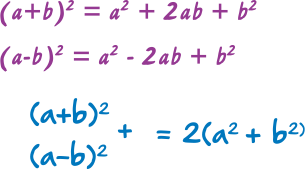 (a+b)² = a² + 2ab + b²
(a-b)² = a² - 2ab + b²
(a+b)²
+ = 2(a² + b²)
(a-b)²